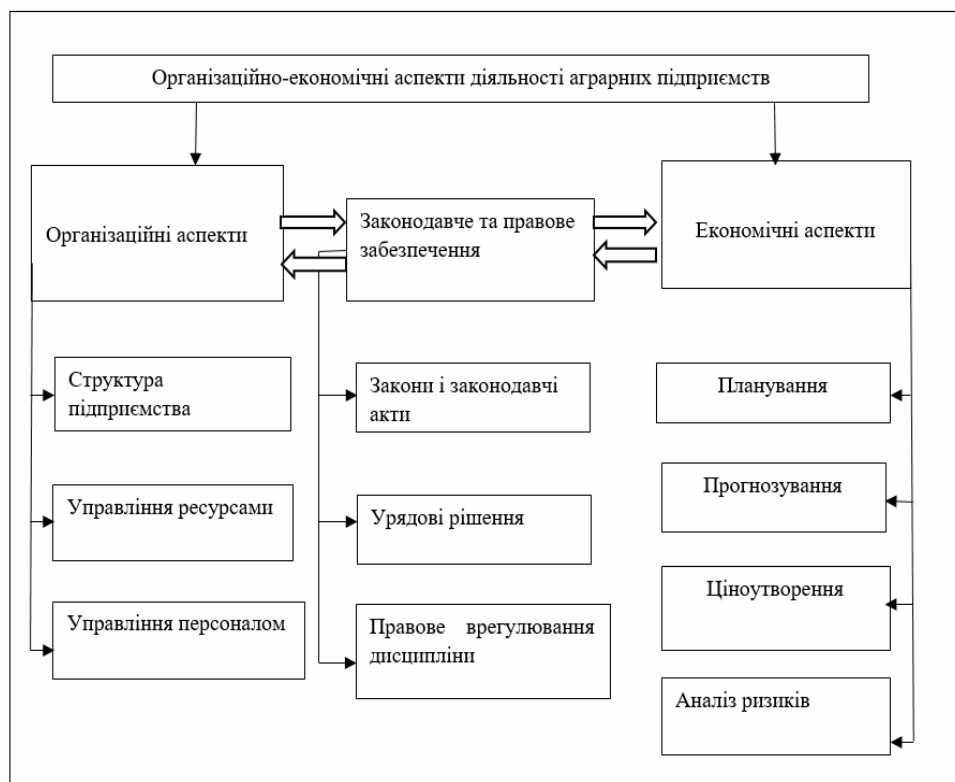 Організаційно-економічні аспекти діяльності аграрних підприємств
Організаційні аспекти
Законодавче та правове
забезпечення
Економічні аспекти
Структура
підприємства
Закони і законодавчі
акти
Планування
Управління ресурсами
Урядові рішення
Прогнозування
Управління персоналом
Правове врегулювання
дисципліни
Ціноутворення
Аналіз ризиків